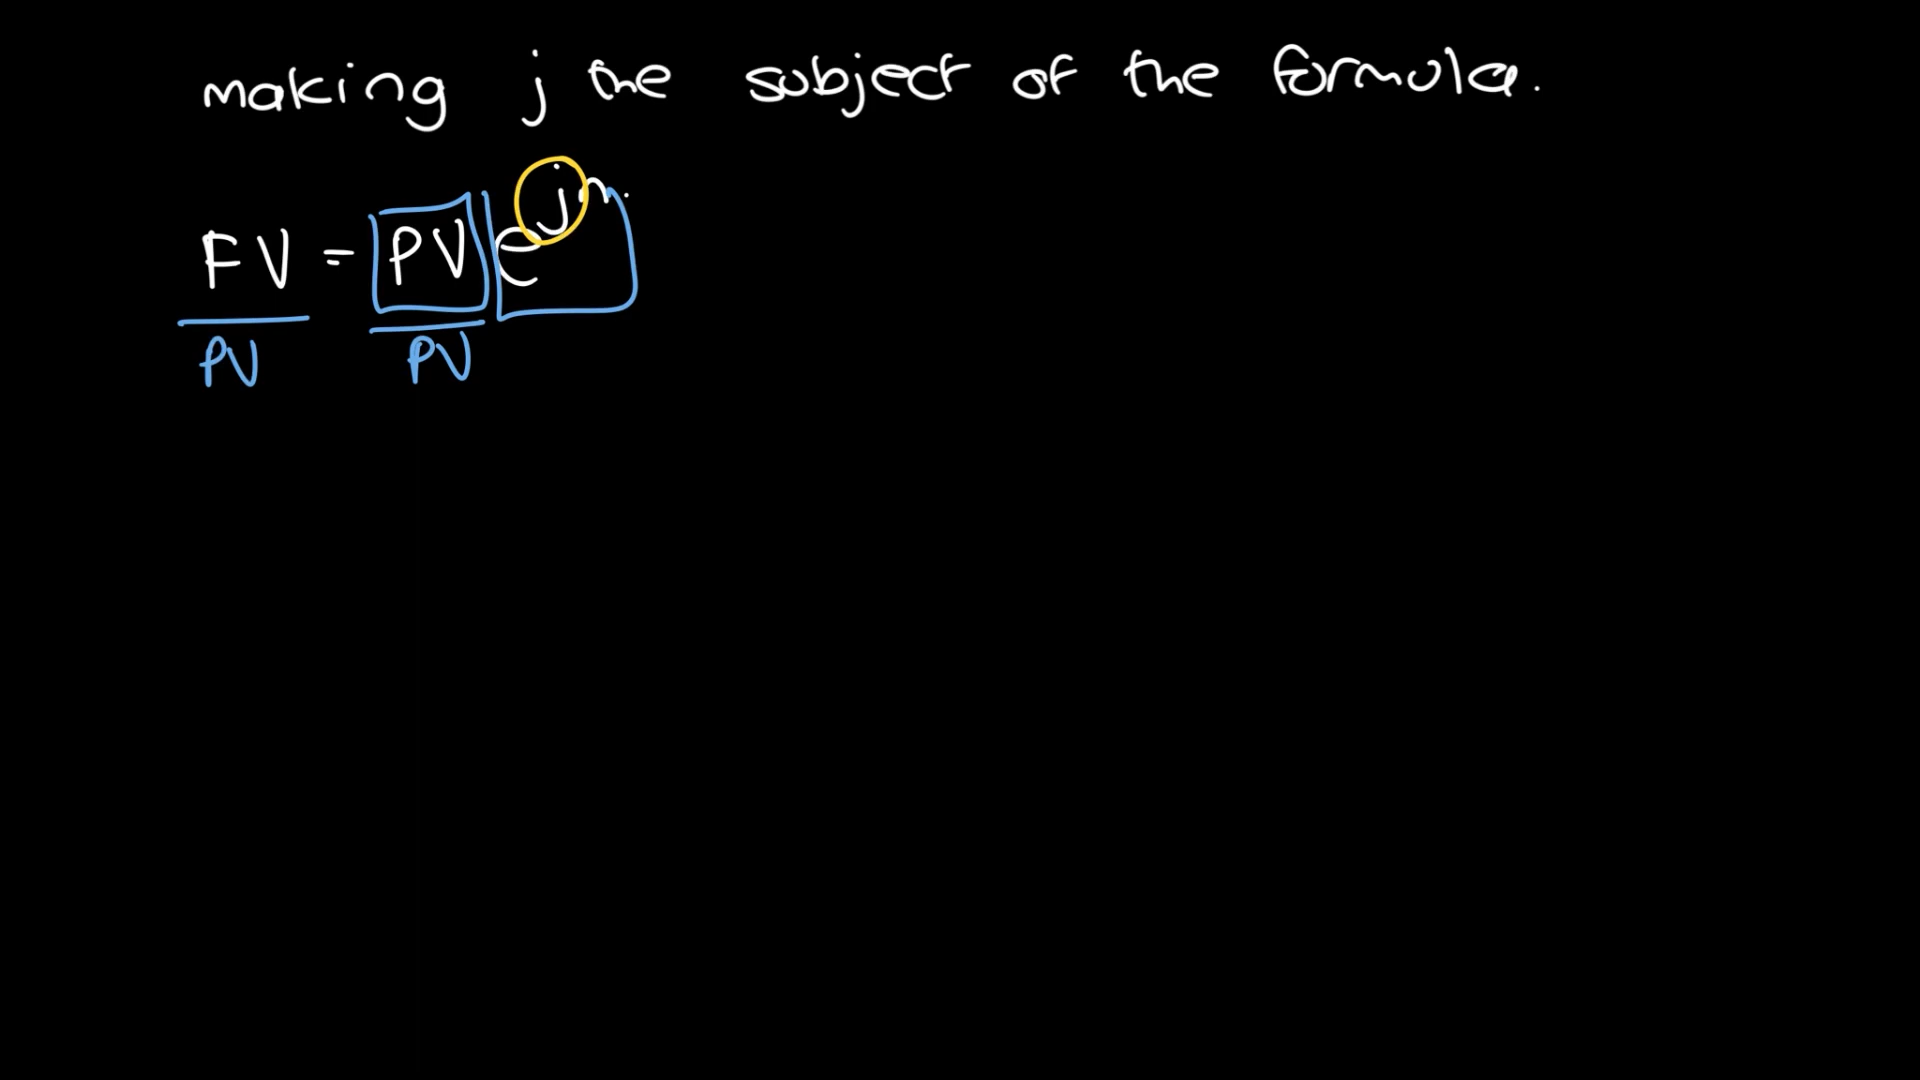 making j the subject of the formula.
FV = PV e^jn.
PV PV